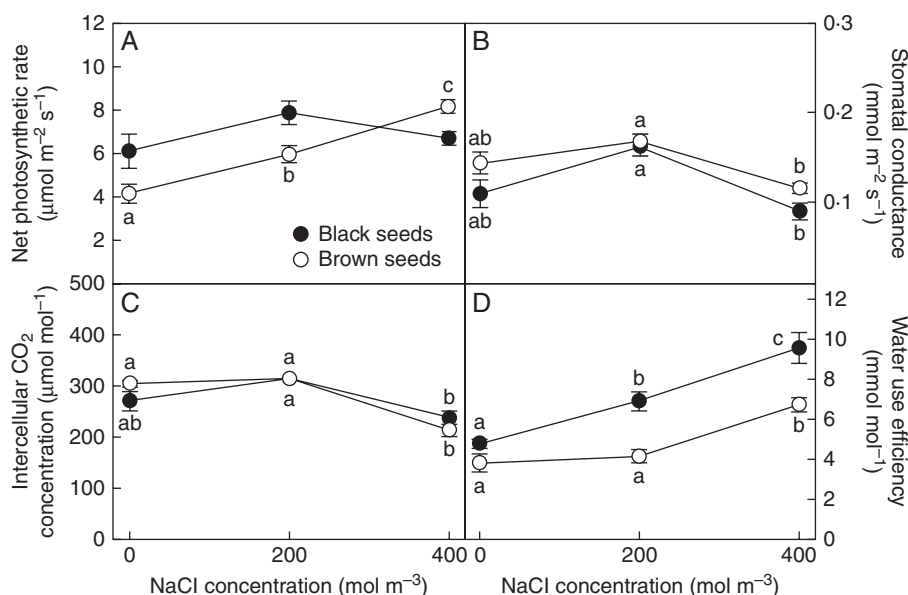 A
12
10
8
6
4
2
Net photosynthetic rate
(μmol m−2 s−1)
a
b
c
Black seeds
Brown seeds
B
0·3
0·2
0·1
Stomatal conductance
(mmol m−2 s−1)
ab
a
b
ab
a
b
C
500
400
300
200
100
0
Intercellular CO2
concentration (μmol mol−1)
a
a
b
ab
a
b
0
200
400
NaCl concentration (mol m−3)
D
12
10
8
6
4
2
0
Water use efficiency
(mmol mol−1)
a
b
c
a
a
b
0
200
400
NaCl concentration (mol m−3)